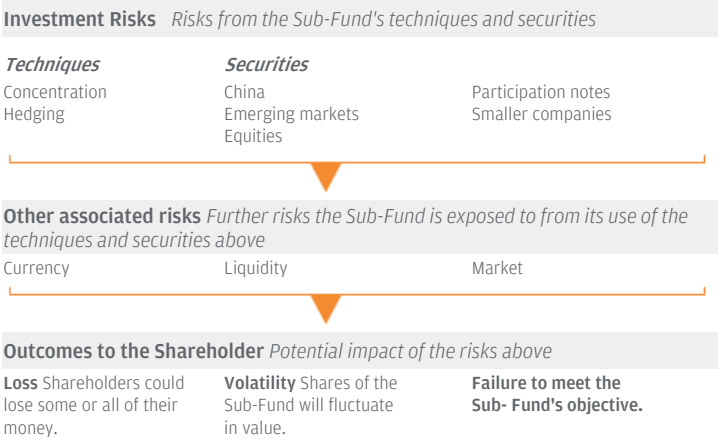 Investment Risks Risks from the Sub-Fund's techniques and securities
Techniques
Securities
Concentration
Hedging
China
Emerging markets
Equities
Participation notes
Smaller companies
Other associated risks Further risks the Sub-Fund is exposed to from its use of the
techniques and securities above
Currency
Liquidity
Market
Outcomes to the Shareholder Potential impact of the risks above
Loss Shareholders could
lose some or all of their
money.
Volatility Shares of the
Sub-Fund will fluctuate
in value.
Failure to meet the
Sub- Fund's objective.